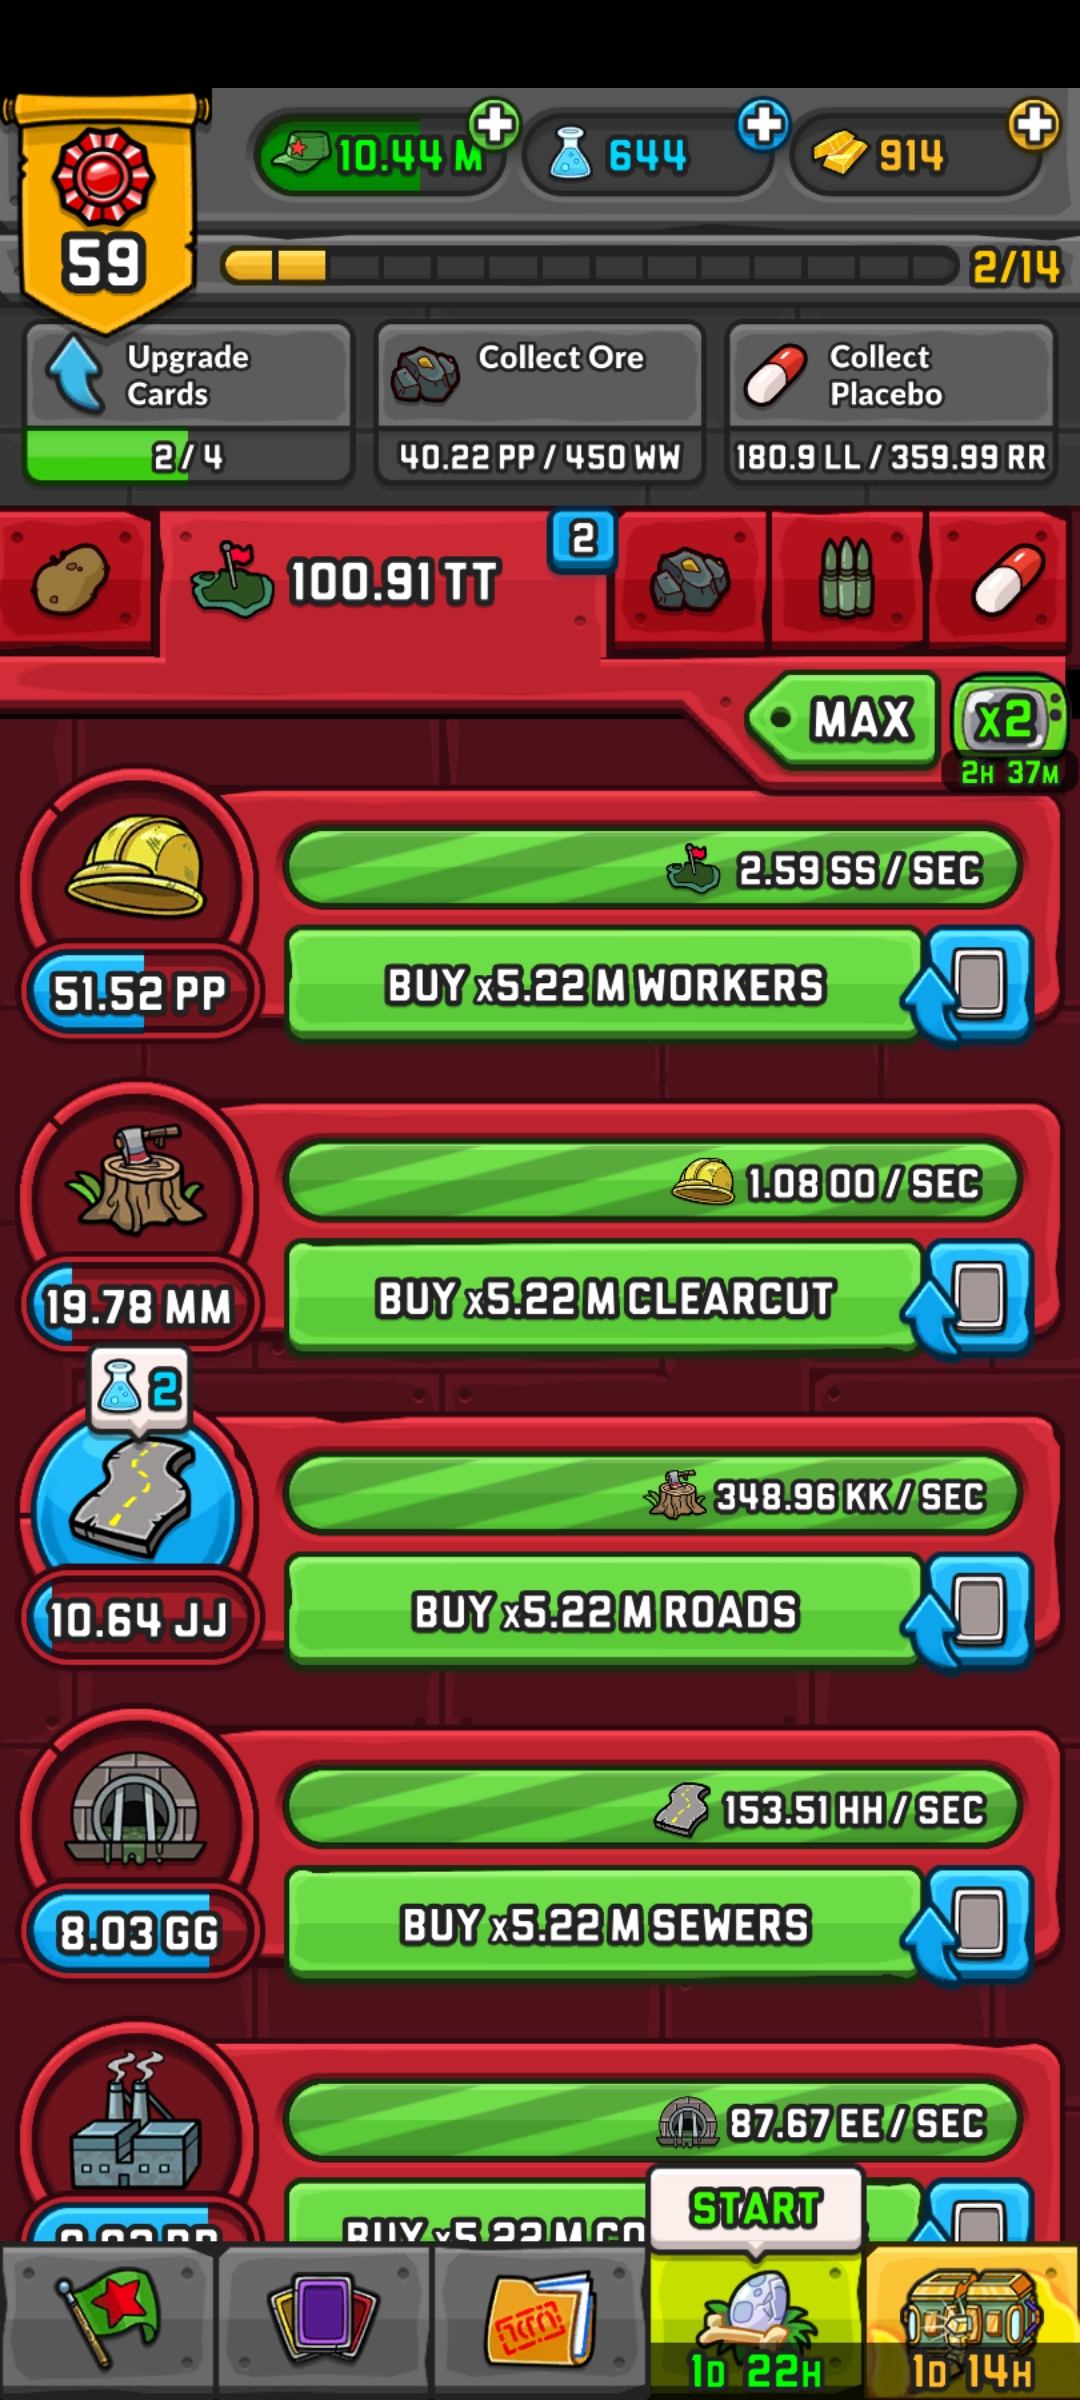 10.44 M
644
914
59
2/14
Upgrade
Cards
2/4
Collect Ore
40.22 PP / 450 WW
Collect
Placebo
180.9 LL / 359.99 RR
100.91 TT
2
MAX
x2
2H 37M
2.59 SS / SEC
51.52 PP
BUY x5.22 M WORKERS
1.08 OO / SEC
19.78 MM
BUY x5.22 M CLEARCUT
2
348.96 KK / SEC
10.64 JJ
BUY x5.22 M ROADS
153.51 HH / SEC
8.03 GG
BUY x5.22 M SEWERS
87.67 EE / SEC
BUY x5.22 M
START
1D 22H
1D 14H